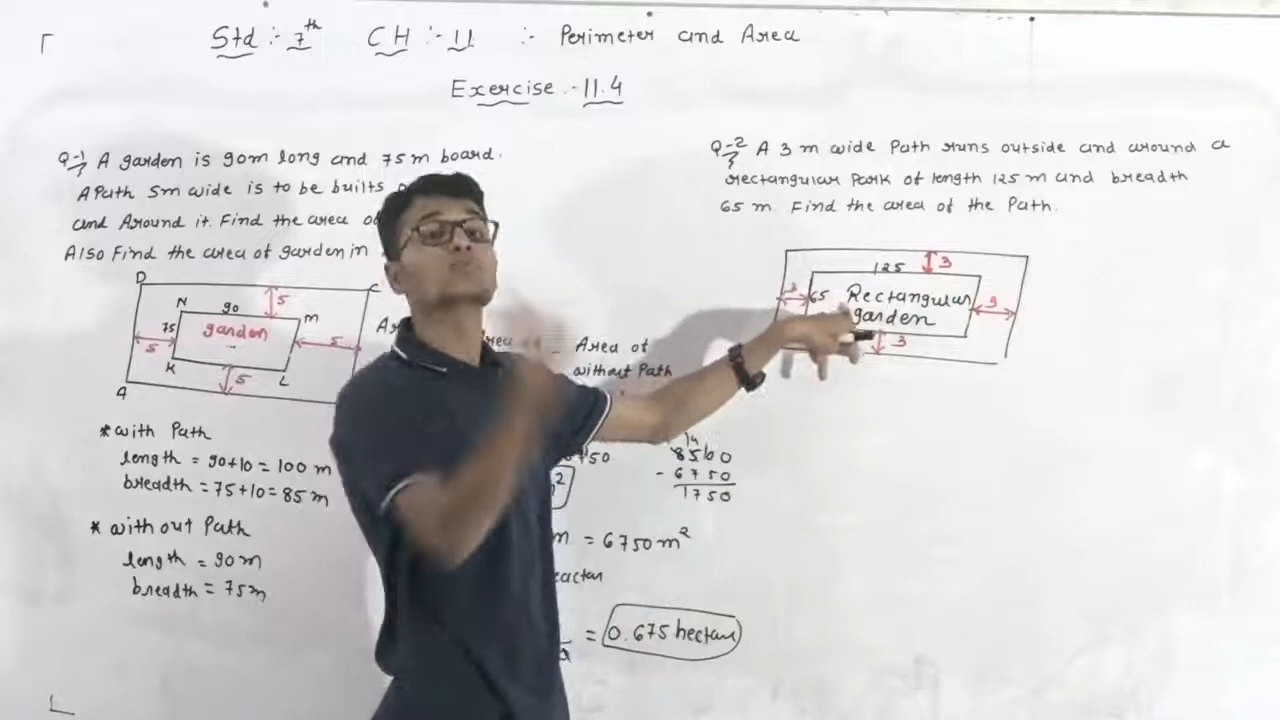 Std :- 7th CH :- 11 :- Perimeter and Area
Exercise :- 11.4
Q-1 A garden is 90m long and 75m board.
A Path 5m wide is to be builts
and Around it. Find the area
Also Find the area of garden in
D
C
N 90 5 M
75 garden
5 5
K 5 L
A
Area of
without Path
* with Path
length = 90+10 = 100 m
breadth = 75+10 = 85 m
* without Path
length = 90m
breadth = 75m
8500
- 6750
1750
m = 6750 m²
= 0.675 hectare
Q-2 A 3 m wide Path runs outside and around a
rectangular Park of length 125 m and breadth
65 m. Find the area of the Path.
125 3
3 65 Rectangular 3
garden
3